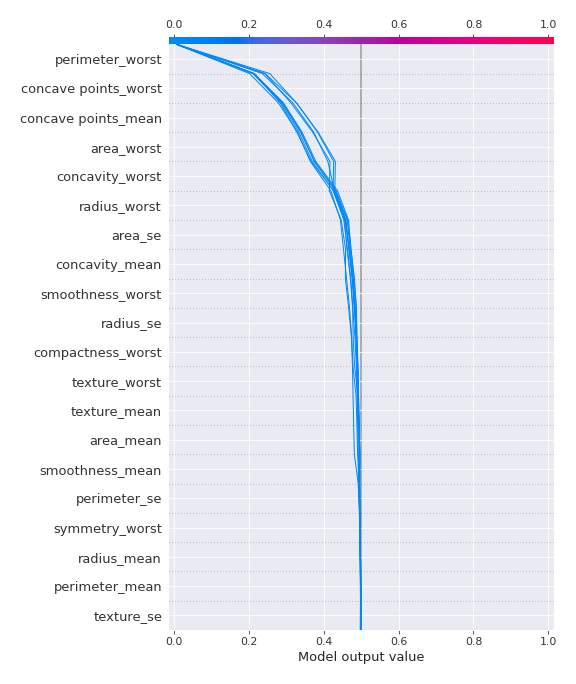 0.0 0.2 0.4 0.6 0.8 1.0
perimeter_worst
concave points_worst
concave points_mean
area_worst
concavity_worst
radius_worst
area_se
concavity_mean
smoothness_worst
radius_se
compactness_worst
texture_worst
texture_mean
area_mean
smoothness_mean
perimeter_se
symmetry_worst
radius_mean
perimeter_mean
texture_se
0.0 0.2 0.4 0.6 0.8 1.0
Model output value